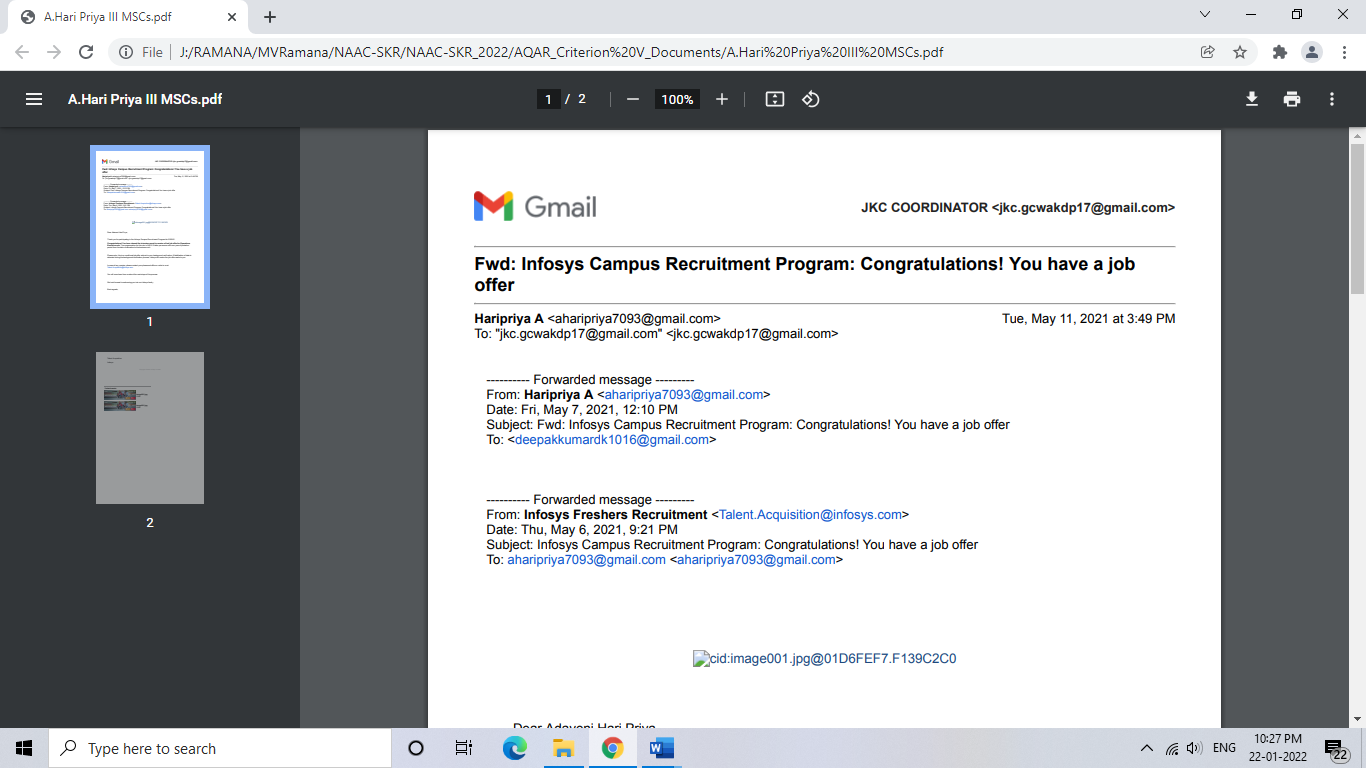 A.Hari Priya III MSCs.pdf
File
J:/RAMANA/MVRamana/NAAC-SKR/NAAC-SKR_2022/AQAR_Criterion%20V_Documents/A.Hari%20Priya%20III%20MSCs.pdf
A.Hari Priya III MSCs.pdf
1 / 2
100%
Gmail
JKC COORDINATOR <jkc.gcwakdp17@gmail.com>
Fwd: Infosys Campus Recruitment Program: Congratulations! You have a job
offer
Haripriya A <aharipriya7093@gmail.com> Tue, May 11, 2021 at 3:49 PM
To: "jkc.gcwakdp17@gmail.com" <jkc.gcwakdp17@gmail.com>
---------- Forwarded message ---------
From: Haripriya A <aharipriya7093@gmail.com>
Date: Fri, May 7, 2021, 12:10 PM
Subject: Fwd: Infosys Campus Recruitment Program: Congratulations! You have a job offer
To: <deepakkumardk1016@gmail.com>
---------- Forwarded message ---------
From: Infosys Freshers Recruitment <Talent.Acquisition@infosys.com>
Date: Thu, May 6, 2021, 9:21 PM
Subject: Infosys Campus Recruitment Program: Congratulations! You have a job offer
To: aharipriya7093@gmail.com <aharipriya7093@gmail.com>
cid:image001.jpg@01D6FEF7.F139C2C0
Dear Adaveni Hari Priya
1
2
Type here to search
ENG
10:27 PM
22-01-2022
22